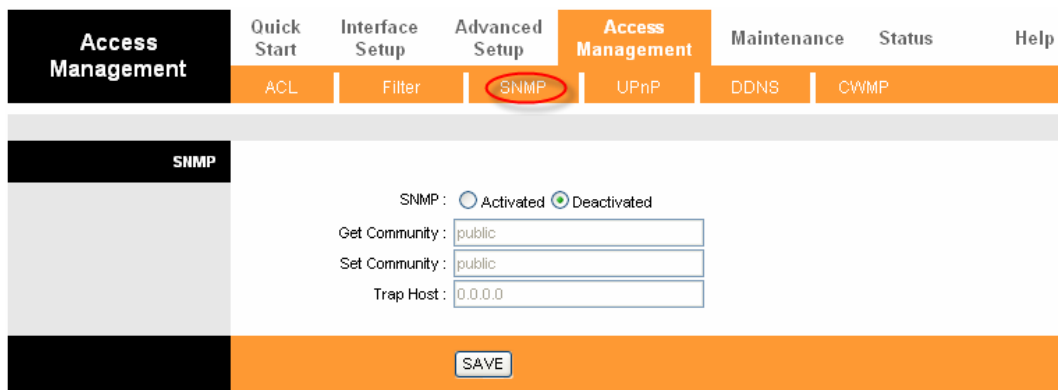 Access Management
Quick Start
Interface Setup
Advanced Setup
Access Management
Maintenance
Status
Help
ACL
Filter
SNMP
UPnP
DDNS
CWMP
SNMP
SNMP : Activated Deactivated
Get Community : public
Set Community : public
Trap Host : 0.0.0.0
SAVE